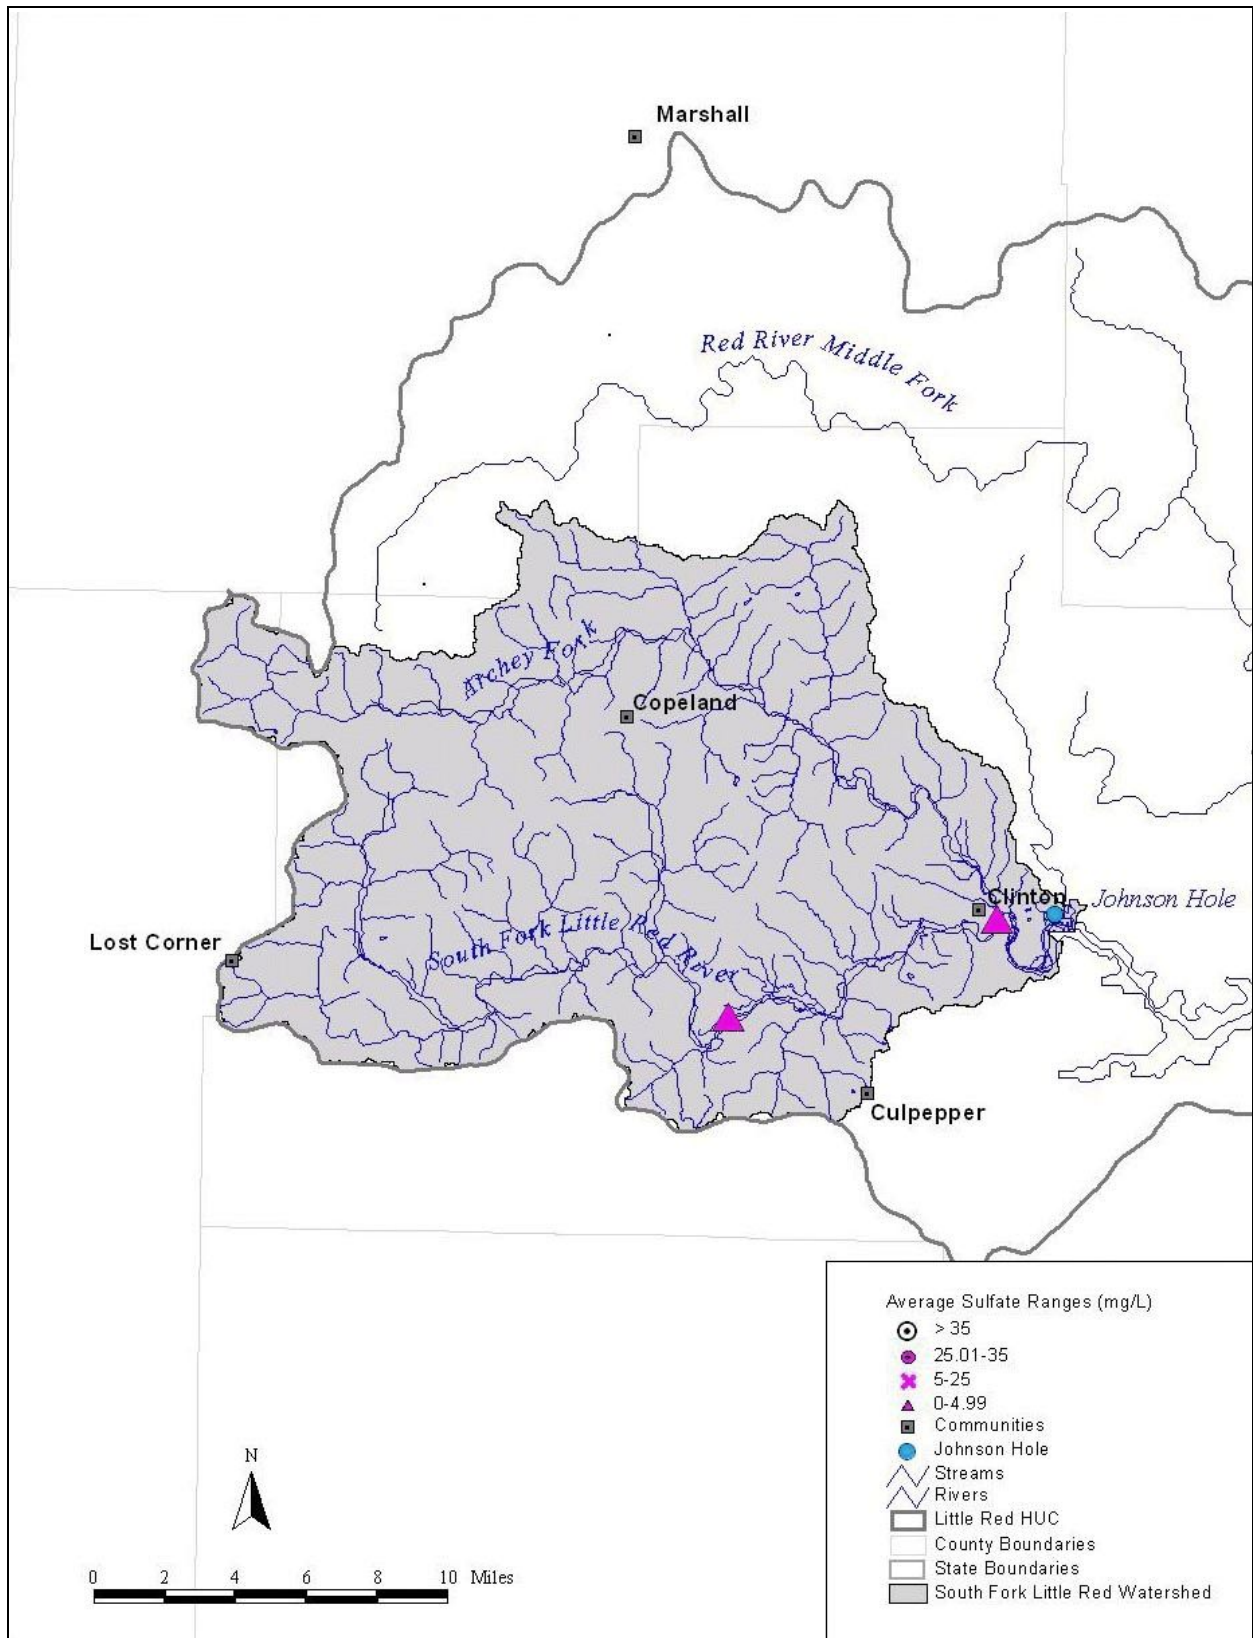 Marshall
Red River Middle Fork
Archey Fork
Copeland
Clinton
Johnson Hole
South Fork Little Red River
Lost Corner
Culpepper
Average Sulfate Ranges (mg/L)
> 35
25.01-35
5-25
0-4.99
Communities
Johnson Hole
Streams
Rivers
Little Red HUC
County Boundaries
State Boundaries
South Fork Little Red Watershed
N
0 2 4 6 8 10 Miles